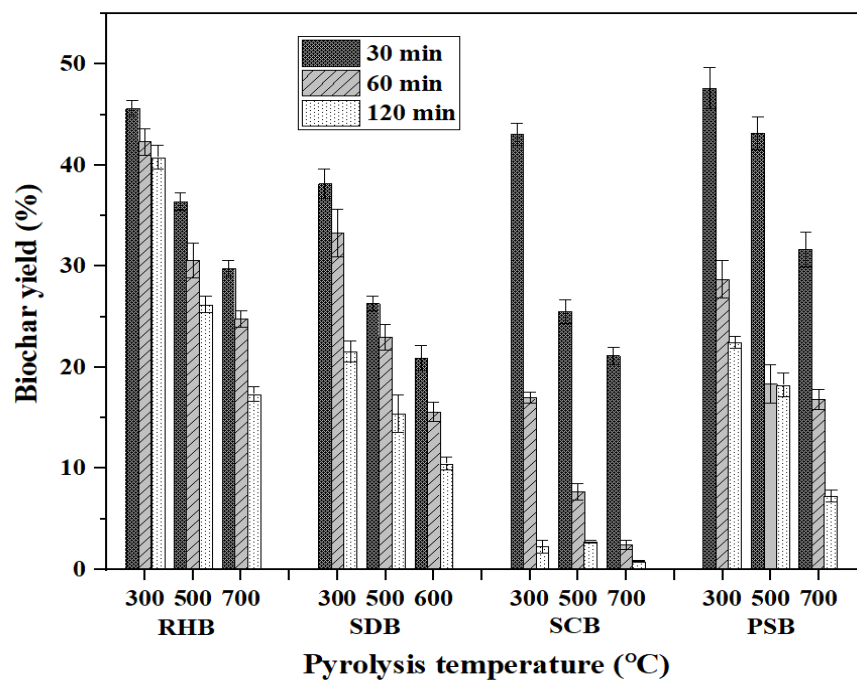 Biochar yield (%)
50
40
30
20
10
0
30 min
60 min
120 min
300 500 700 300 500 600 300 500 700 300 500 700
RHB SDB SCB PSB
Pyrolysis temperature (°C)